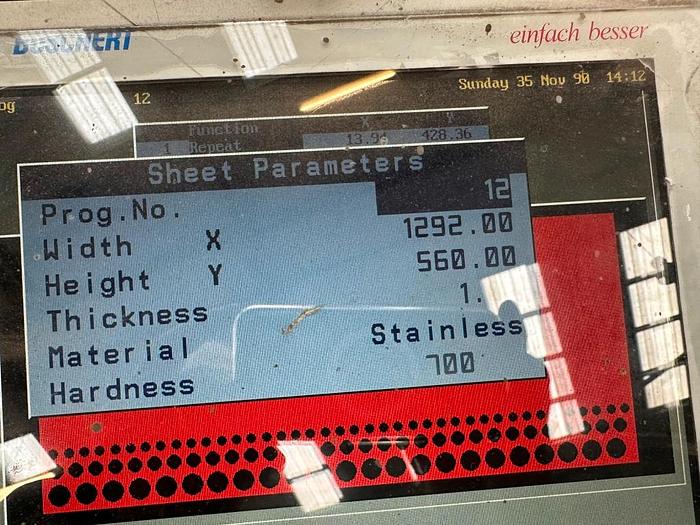 BOSCHERT
einfach besser
og 12 Sunday 35 Nov 90 14:12
Function X Y
1 Repeat 13.94 428.36
Sheet Parameters
Prog.No. 12
Width X 1292.00
Height Y 560.00
Thickness 1.
Material Stainless
Hardness 700